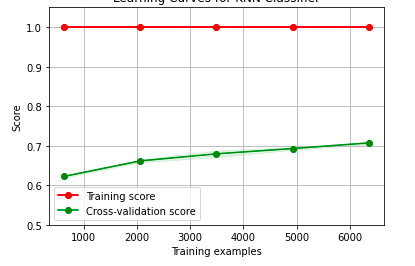 Learning Curves for KNN Classifier
1.0
0.9
0.8
0.7
0.6
0.5
Score
Training score
Cross-validation score
1000 2000 3000 4000 5000 6000
Training examples